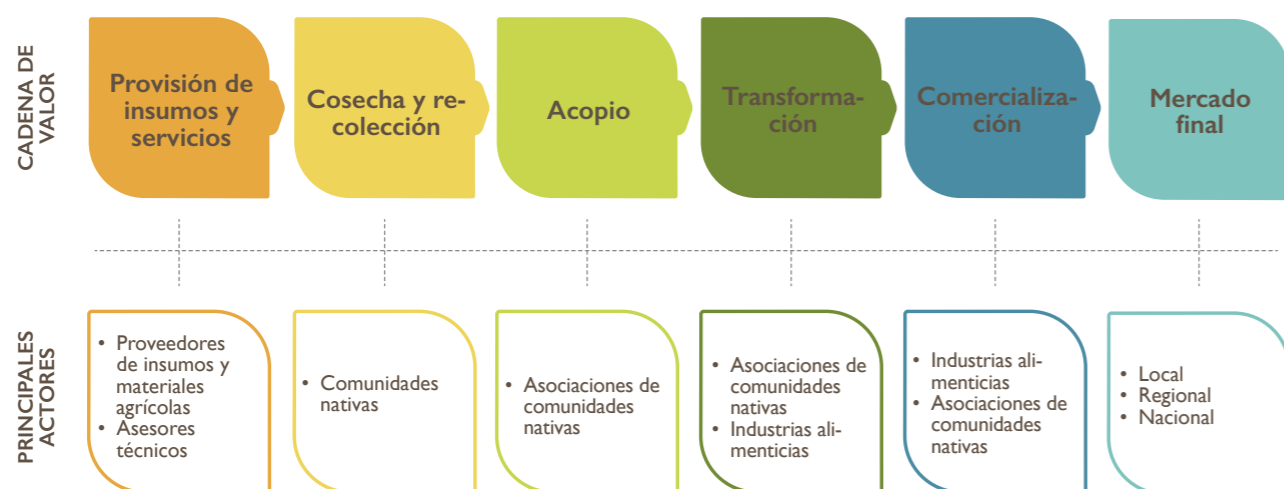 CADENA DE
VALOR
Provisión de
insumos y
servicios
Cosecha y re-
colección
Acopio
Transforma-
ción
Comercializa-
ción
Mercado
final
PRINCIPALES
ACTORES
• Proveedores
de insumos y
materiales
agrícolas
• Asesores
técnicos
• Comunidades
nativas
• Asociaciones de
comunidades
nativas
• Asociaciones de
comunidades
nativas
• Industrias ali-
menticias
• Industrias ali-
menticias
• Asociaciones de
comunidades
nativas
• Local
• Regional
• Nacional